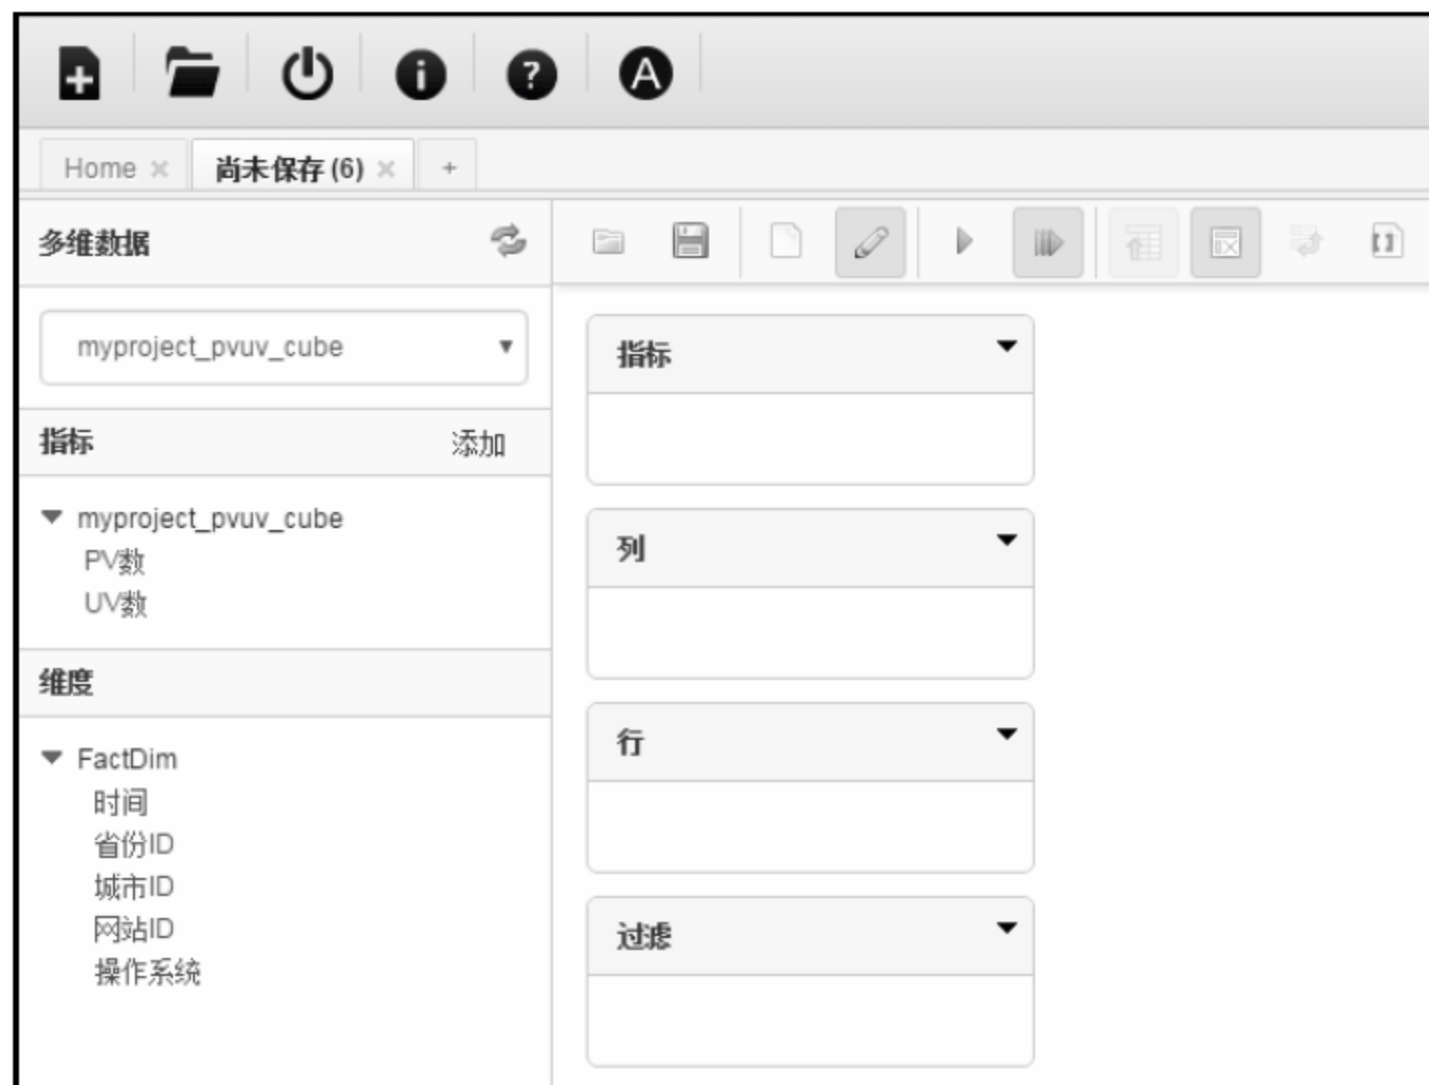 Home
尚未保存 (6)
+
多维数据
myproject_pvuv_cube
指标 添加
myproject_pvuv_cube
PV数
UV数
维度
FactDim
时间
省份ID
城市ID
网站ID
操作系统
指标
列
行
过滤